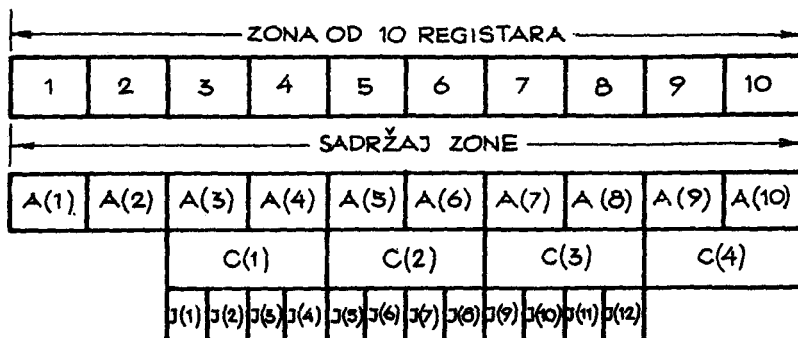 ZONA OD 10 REGISTARA
1 2 3 4 5 6 7 8 9 10
SADRŽAJ ZONE
A(1) A(2) A(3) A(4) A(5) A(6) A(7) A(8) A(9) A(10)
C(1) C(2) C(3) C(4)
J(1) J(2) J(3) J(4) J(5) J(6) J(7) J(8) J(9) J(10) J(11) J(12)